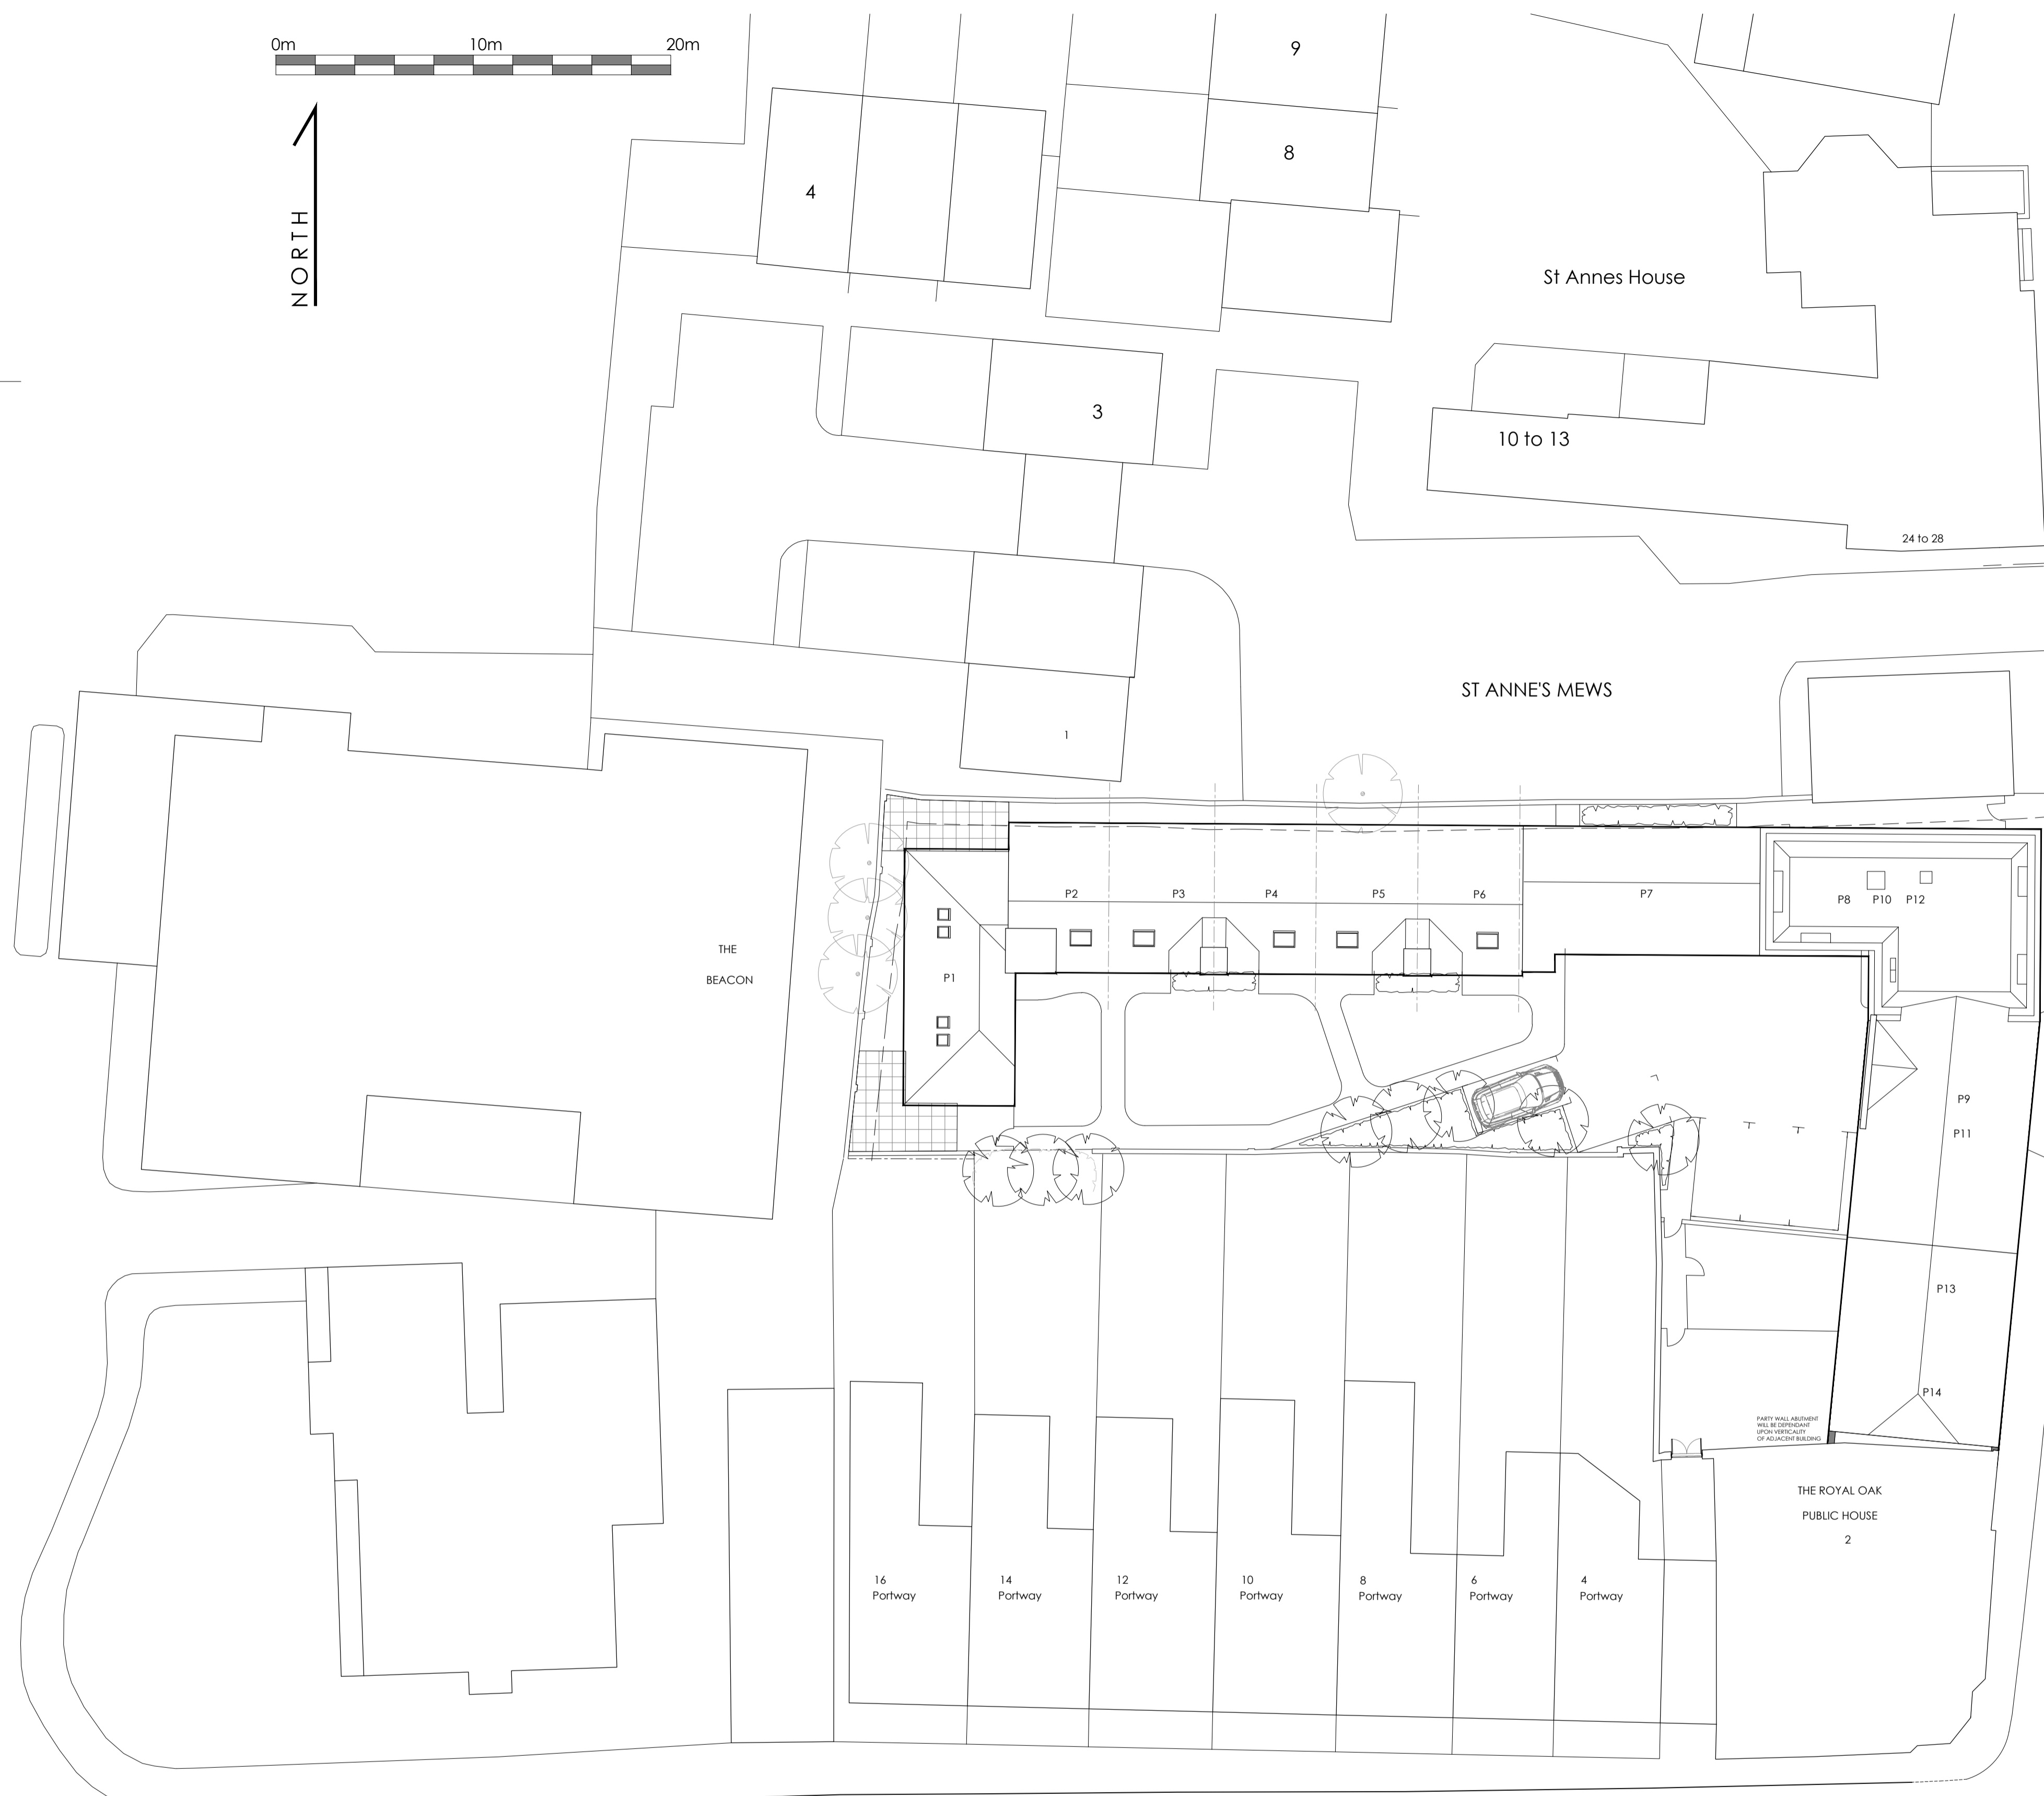 0m 10m 20m
NORTH
9
8
4
St Annes House
3
10 to 13
24 to 28
ST ANNE'S MEWS
1
P2 P3 P4 P5 P6 P7
P8 P10 P12
THE
BEACON
P1
P9
P11
P13
P14
PARTY WALL ABUTMENT
WILL BE DEPENDANT
UPON VERTICALITY
OF ADJACENT BUILDING
THE ROYAL OAK
PUBLIC HOUSE
2
16
Portway
14
Portway
12
Portway
10
Portway
8
Portway
6
Portway
4
Portway